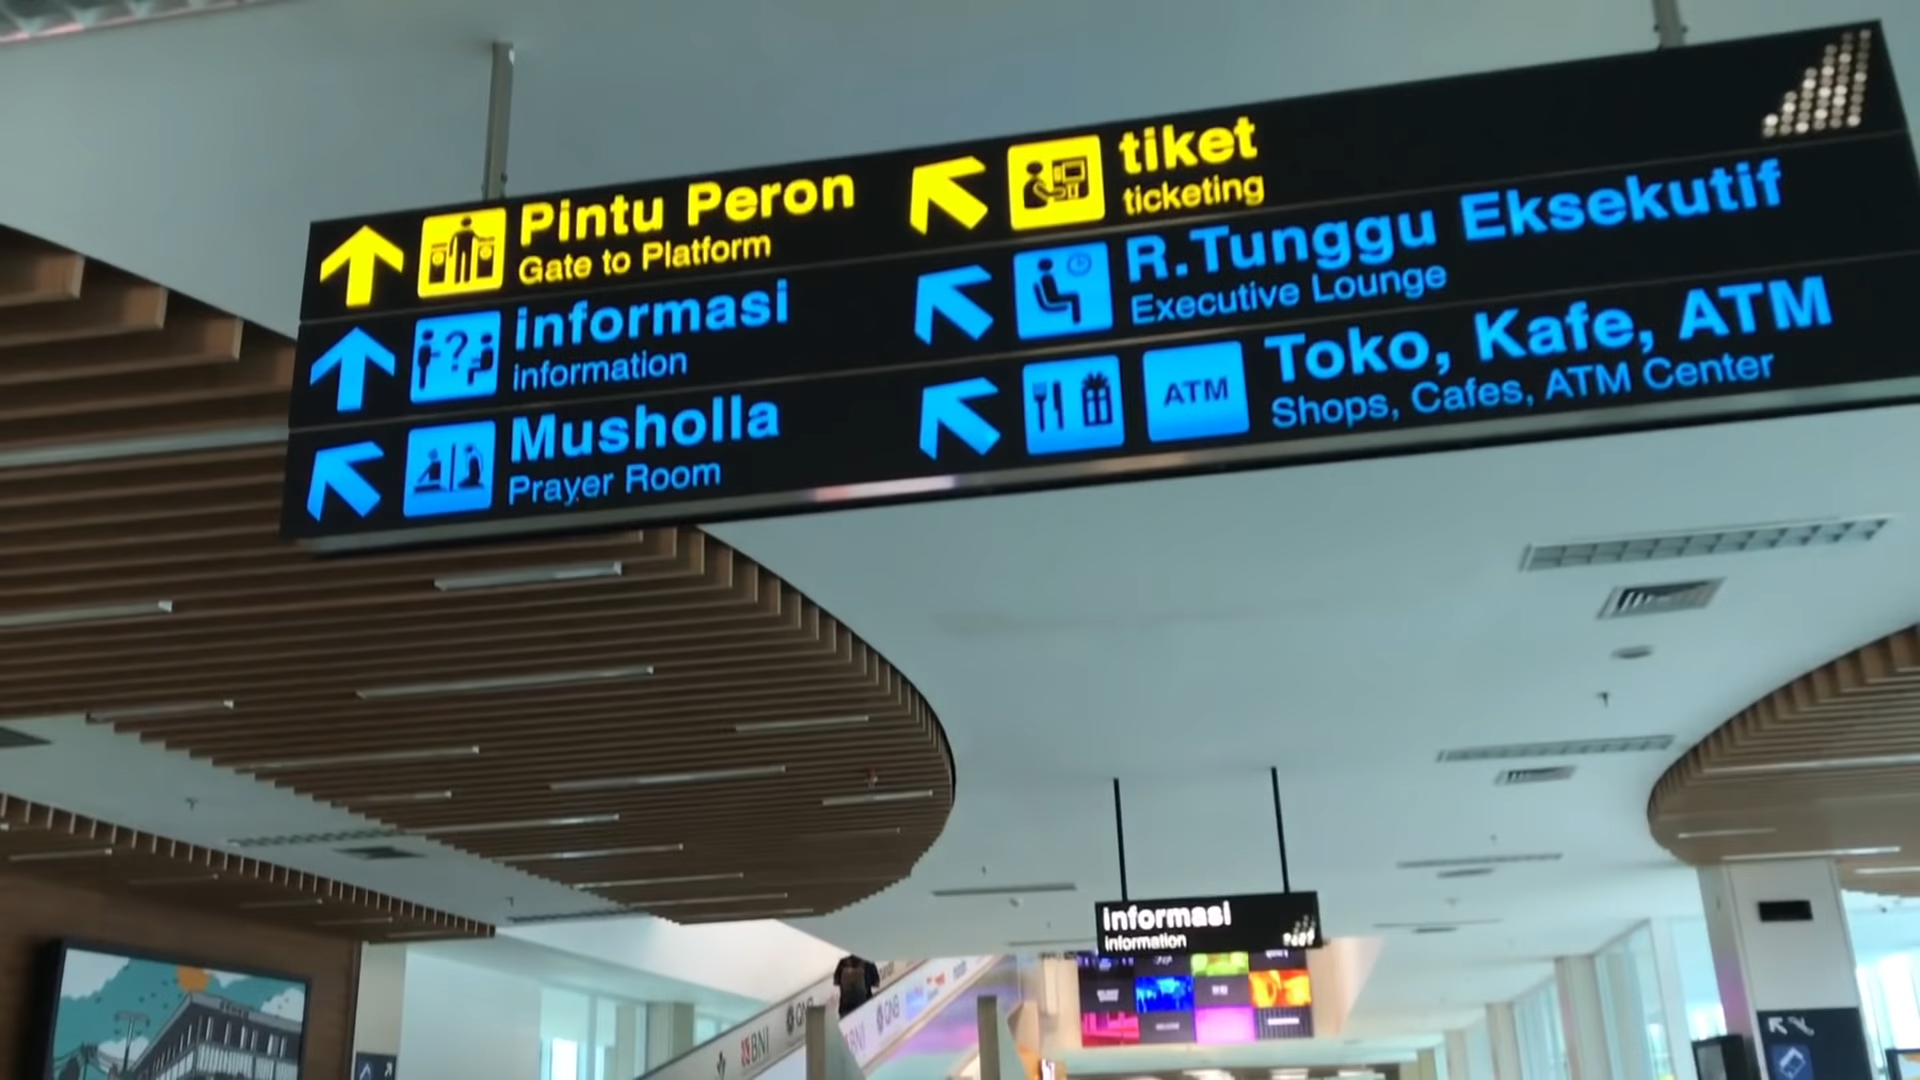 Pintu Peron
Gate to Platform
informasi
information
Musholla
Prayer Room
tiket
ticketing
R.Tunggu Eksekutif
Executive Lounge
ATM
Toko, Kafe, ATM
Shops, Cafes, ATM Center
informasi
information
BNI
BNI